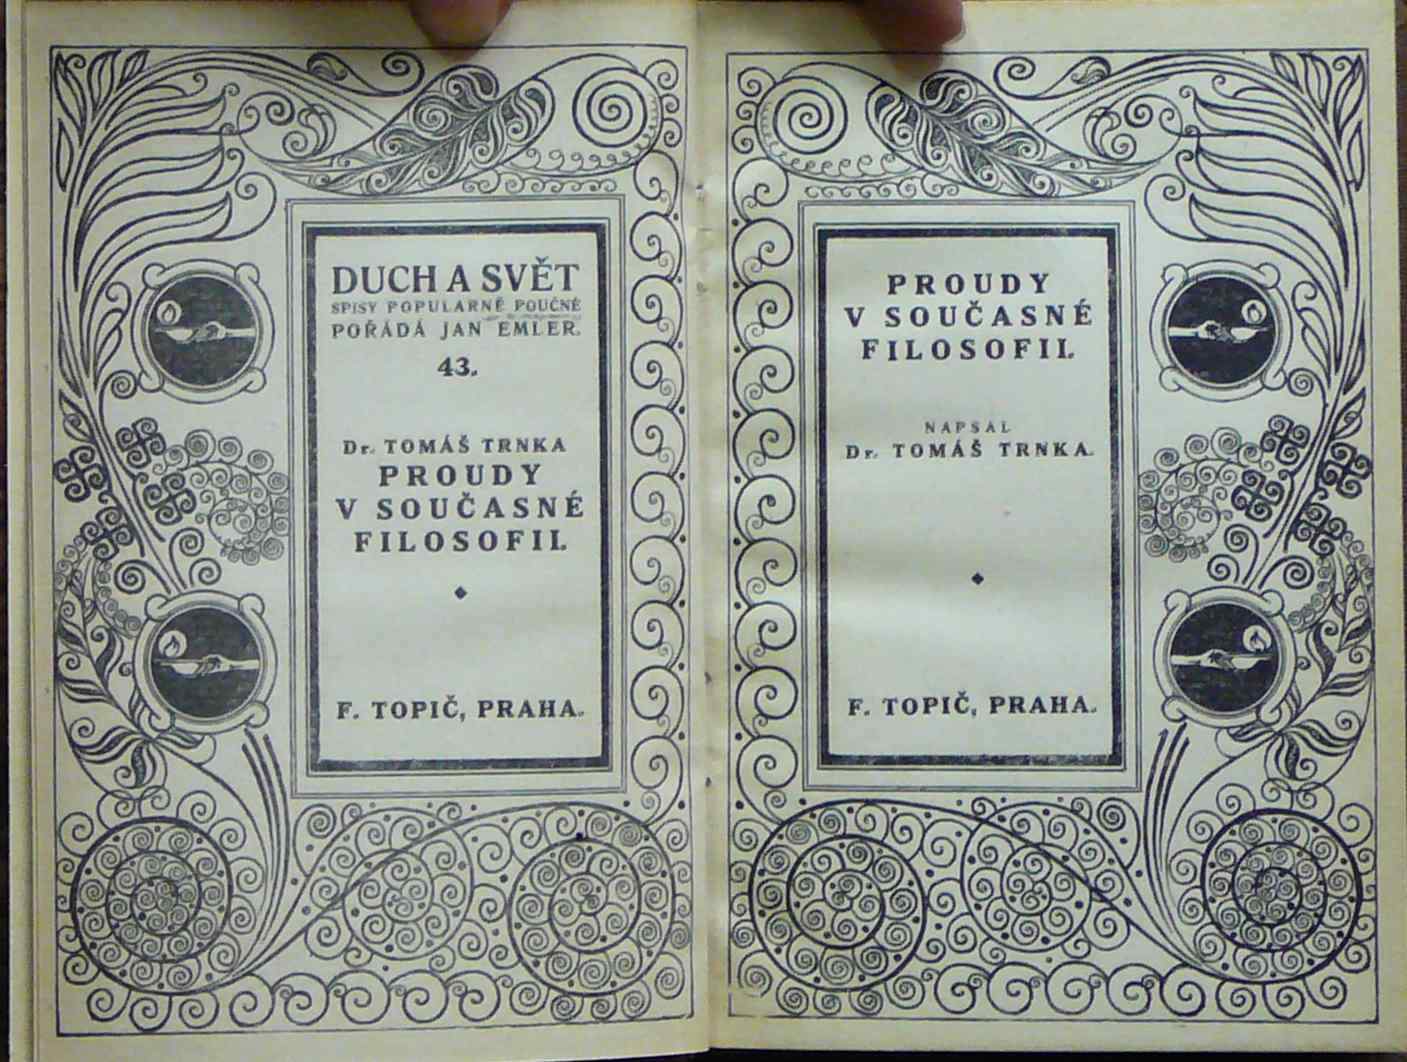 DUCH A SVĚT
SPISY POPULARNĚ POUČNÉ
POŘÁDÁ JAN EMLER.
43.
Dr. TOMÁŠ TRNKA
PROUDY
V SOUČASNÉ
FILOSOFII.
F. TOPIČ, PRAHA.
PROUDY
V SOUČASNÉ
FILOSOFII.
NAPSAL
Dr. TOMÁŠ TRNKA.
F. TOPIČ, PRAHA.